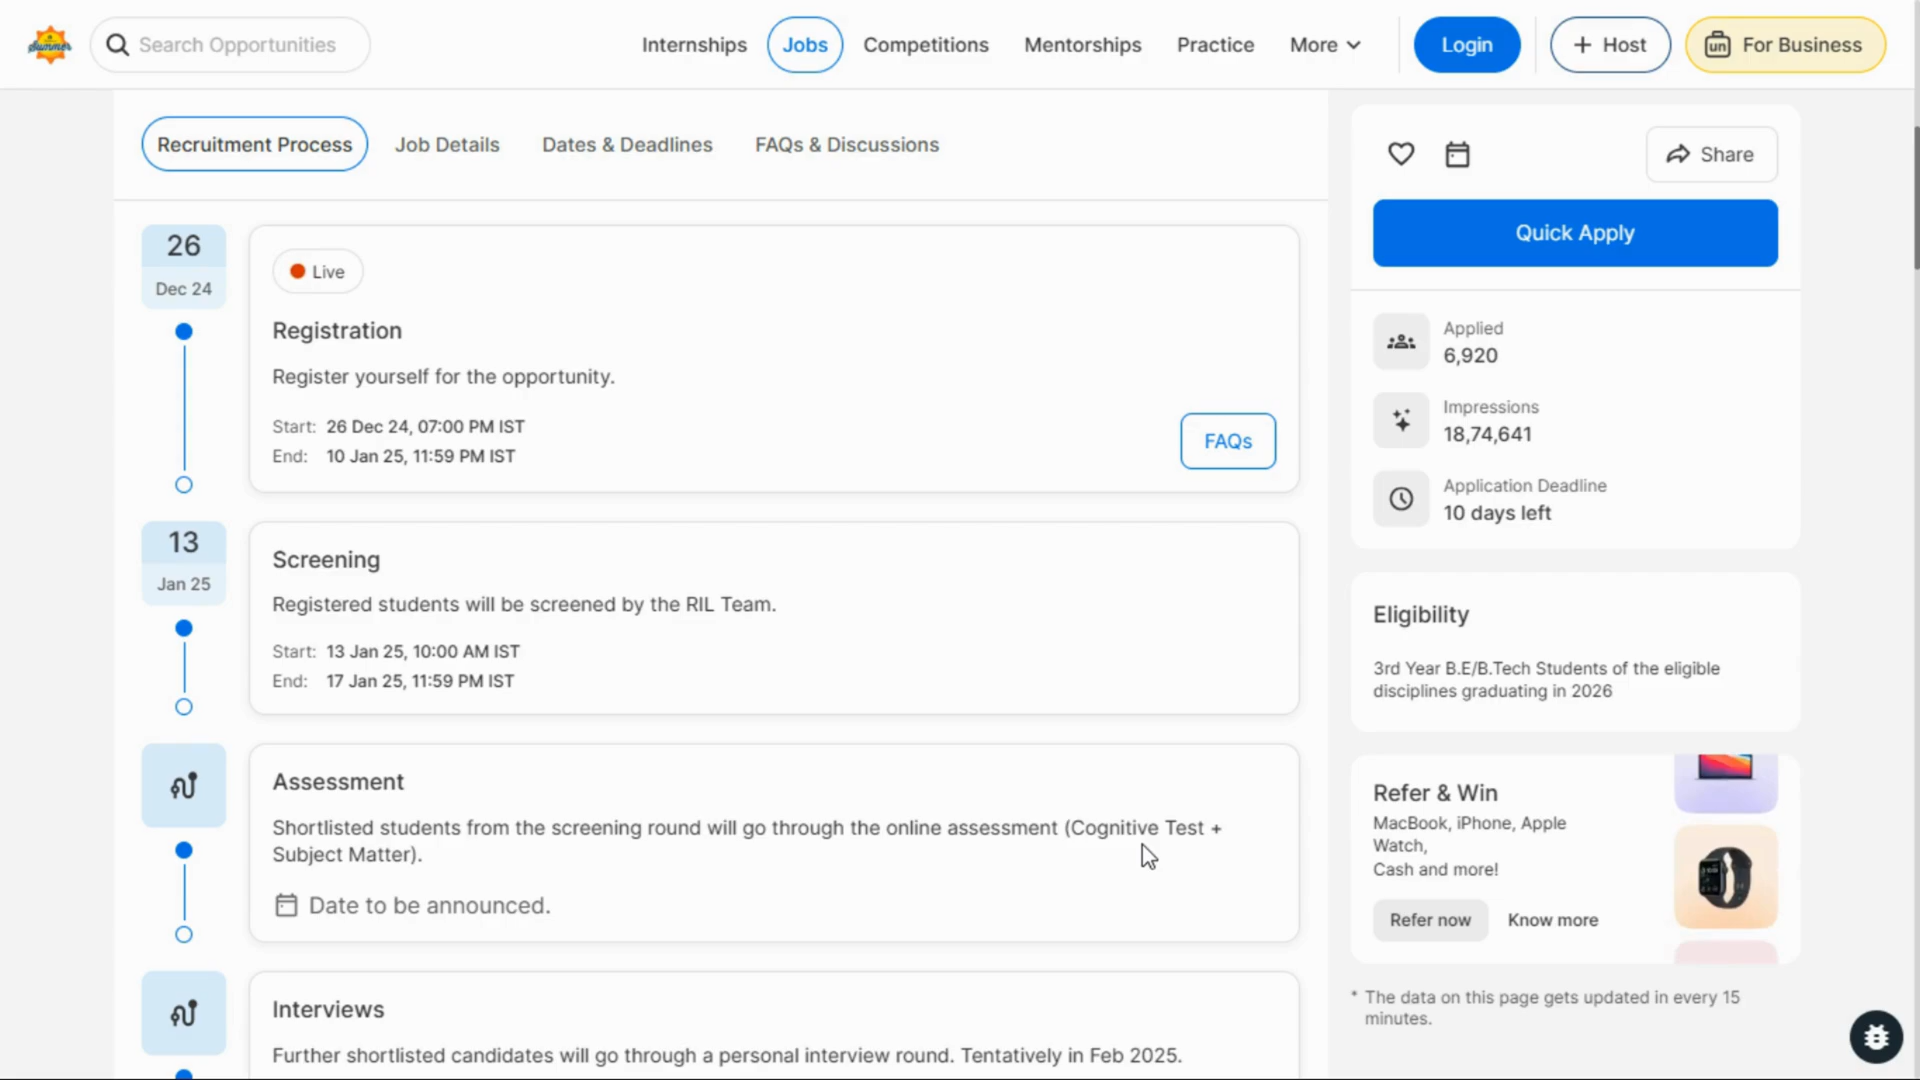 Summer
Search Opportunities
Internships
Jobs
Competitions
Mentorships
Practice
More
Login
+ Host
un
For Business
Recruitment Process
Job Details
Dates & Deadlines
FAQs & Discussions
26
Dec 24
Live
Registration
Register yourself for the opportunity.
Start: 26 Dec 24, 07:00 PM IST
End: 10 Jan 25, 11:59 PM IST
FAQs
13
Jan 25
Screening
Registered students will be screened by the RIL Team.
Start: 13 Jan 25, 10:00 AM IST
End: 17 Jan 25, 11:59 PM IST
Assessment
Shortlisted students from the screening round will go through the online assessment (Cognitive Test +
Subject Matter).
Date to be announced.
Interviews
Further shortlisted candidates will go through a personal interview round. Tentatively in Feb 2025.
Share
Quick Apply
Applied
6,920
Impressions
18,74,641
Application Deadline
10 days left
Eligibility
3rd Year B.E/B.Tech Students of the eligible
disciplines graduating in 2026
Refer & Win
MacBook, iPhone, Apple
Watch,
Cash and more!
Refer now
Know more
* The data on this page gets updated in every 15
minutes.